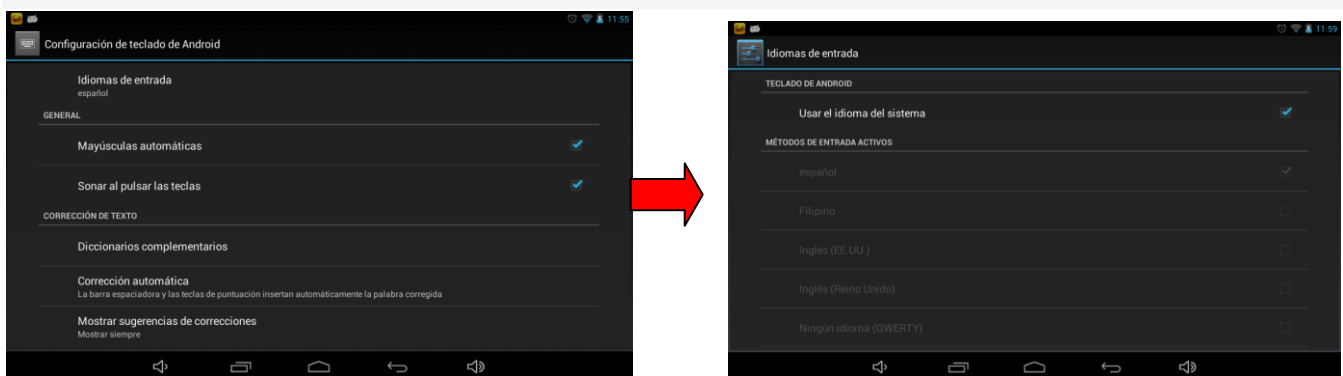 11:55
Configuración de teclado de Android
Idiomas de entrada
español
GENERAL
Mayúsculas automáticas
Sonar al pulsar las teclas
CORRECCIÓN DE TEXTO
Diccionarios complementarios
Corrección automática
La barra espaciadora y las teclas de puntuación insertan automáticamente la palabra corregida
Mostrar sugerencias de correcciones
Mostrar siempre
11:59
Idiomas de entrada
TECLADO DE ANDROID
Usar el idioma del sistema
MÉTODOS DE ENTRADA ACTIVOS
español
Filipino
Inglés (EE.UU.)
Inglés (Reino Unido)
Ningún idioma (QWERTY)